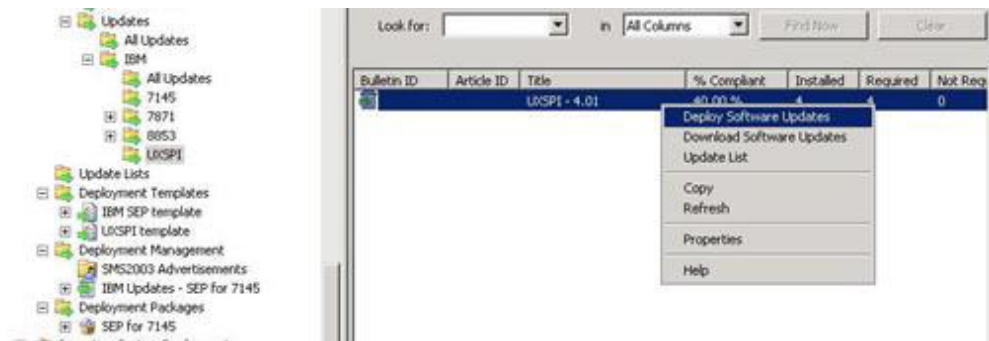 Updates
All Updates
IBM
All Updates
7145
7871
8853
UXSPI
Update Lists
Deployment Templates
IBM SEP template
UXSPI template
Deployment Management
SMS2003 Advertisements
IBM Updates - SEP for 7145
Deployment Packages
SEP for 7145
Look for: in All Columns Find Now Clear
Bulletin ID Article ID Title % Compliant Installed Required Not Req
UXSPI - 4.01 40.00 % 4 4 0
Deploy Software Updates
Download Software Updates
Update List
Copy
Refresh
Properties
Help